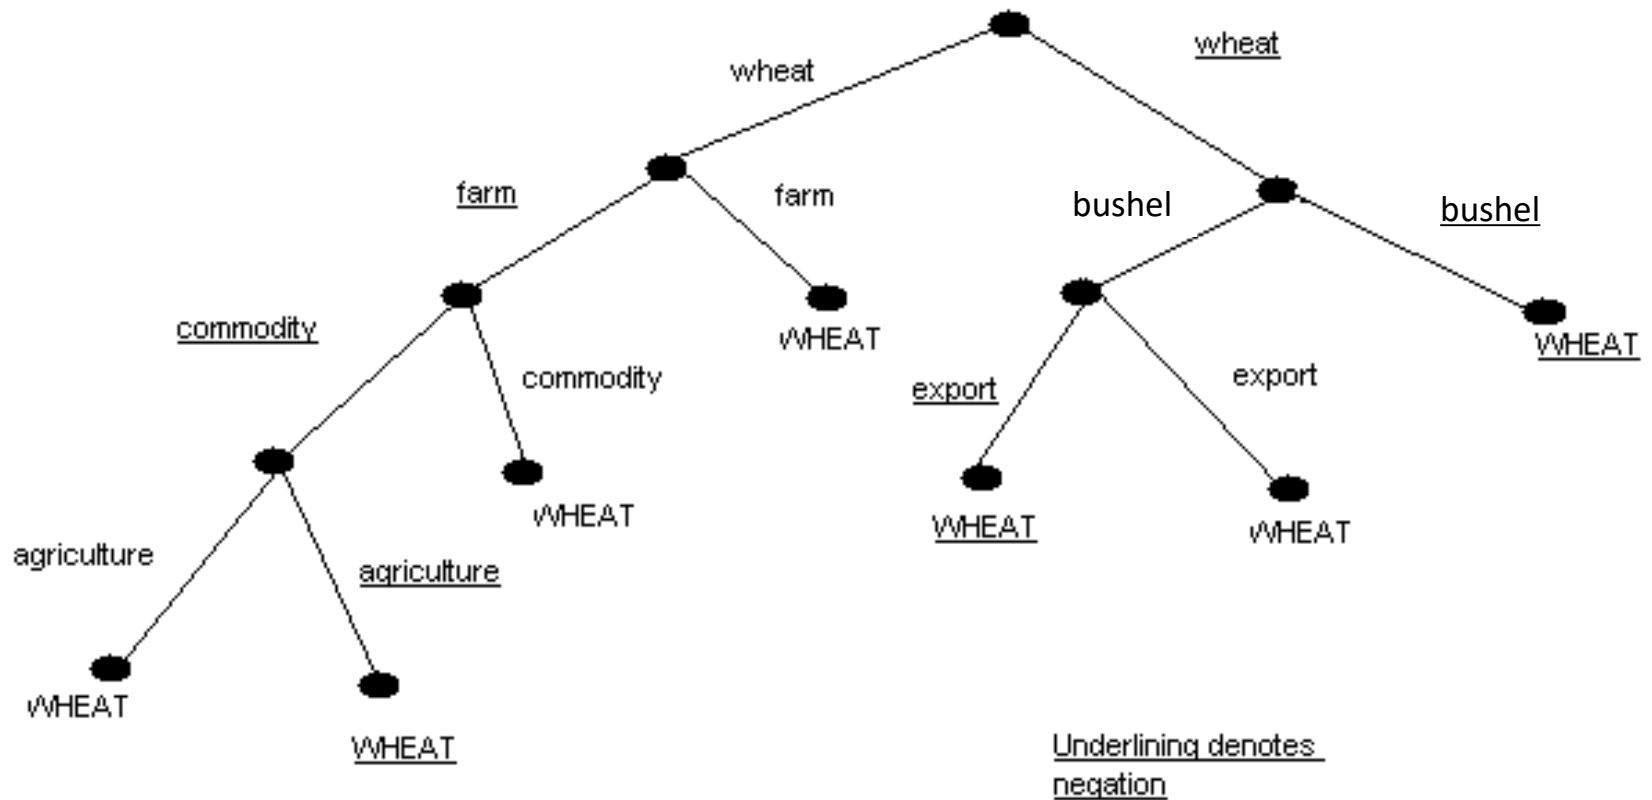 wheat
wheat
farm
farm
bushel
bushel
commodity
commodity
WHEAT
export
export
WHEAT
agriculture
agriculture
WHEAT
WHEAT
WHEAT
WHEAT
WHEAT
Underlining denotes
negation